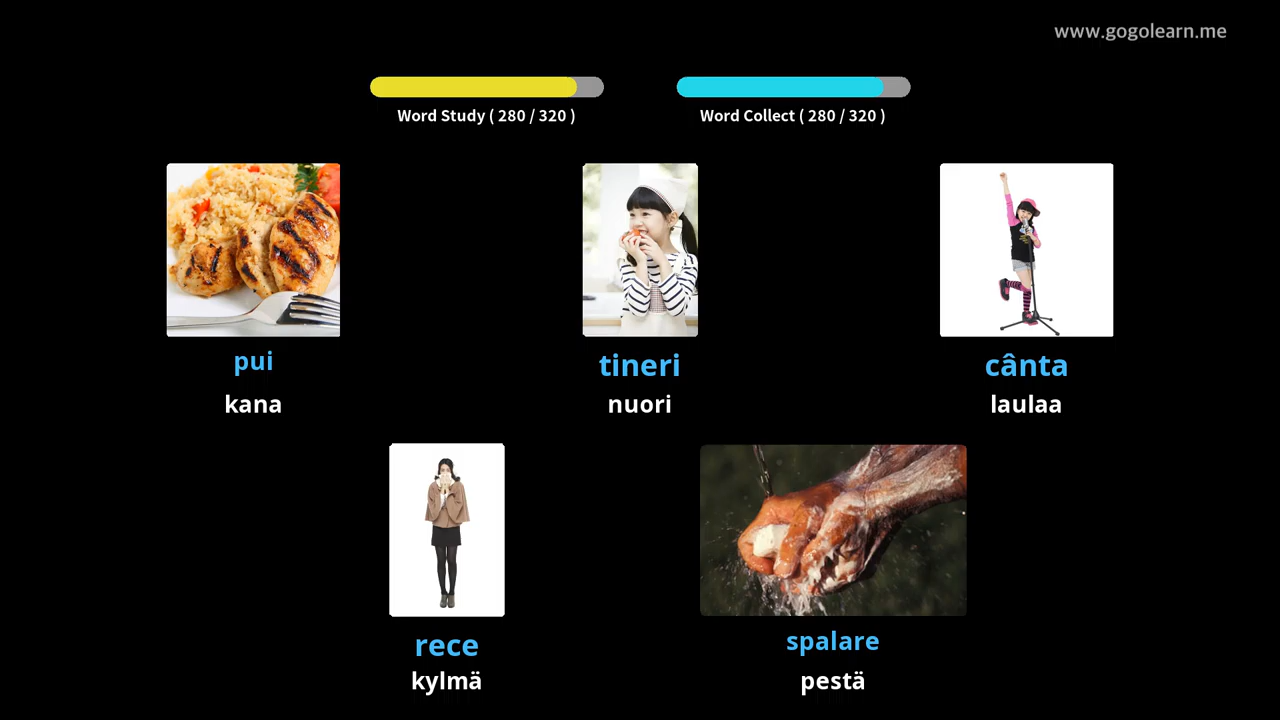 www.gogolearn.me
Word Study ( 280 / 320 )
Word Collect ( 280 / 320 )
pui
kana
tineri
nuori
cânta
laulaa
rece
kylmä
spalare
pestä